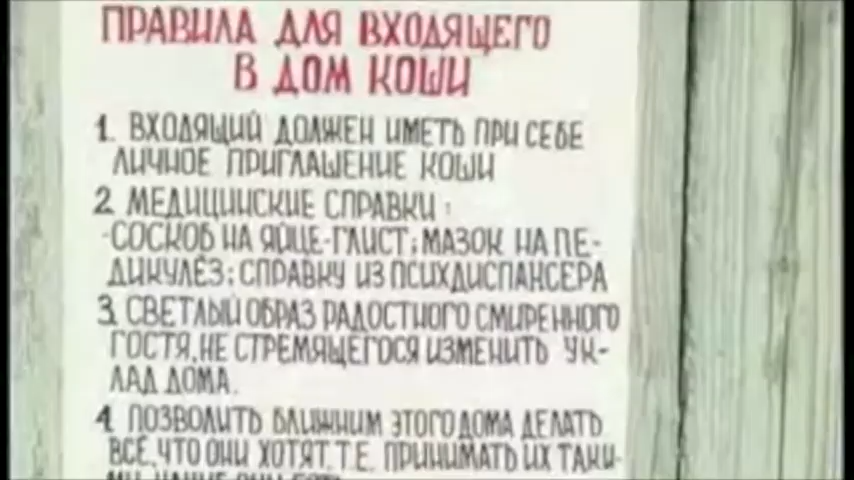 ПРАВИЛА ДЛЯ ВХОДЯЩЕГО
В ДОМ КОШИ
1. ВХОДЯЩИЙ ДОЛЖЕН ИМЕТЬ ПРИ СЕБЕ
ЛИЧНОЕ ПРИГЛАШЕНИЕ КОШИ
2. МЕДИЦИНСКИЕ СПРАВКИ:
-СОСКОБ НА ЯЙЦЕ-ГЛИСТ; МАЗОК НА ПЕ-
ДИКУЛЁЗ; СПРАВКУ ИЗ ПСИХДИСПАНСЕРА
3. СВЕТЛЫЙ ОБРАЗ РАДОСТНОГО СМИРЕННОГО
ГОСТЯ, НЕ СТРЕМЯЩЕГОСЯ ИЗМЕНИТЬ УК-
ЛАД ДОМА.
4. ПОЗВОЛИТЬ БЛИЖНИМ ЭТОГО ДОМА ДЕЛАТЬ
ВСЁ, ЧТО ОНИ ХОТЯТ, Т.Е. ПРИНИМАТЬ ИХ ТАКИ-